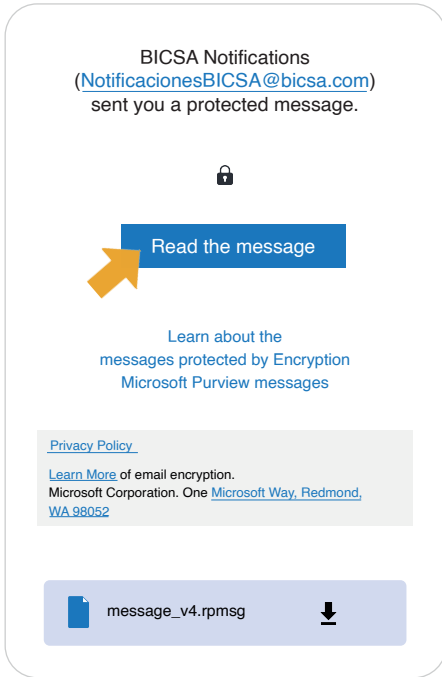 BICSA Notifications
(NotificacionesBICSA@bicsa.com)
sent you a protected message.
Read the message
Learn about the
messages protected by Encryption
Microsoft Purview messages
Privacy Policy
Learn More of email encryption.
Microsoft Corporation. One Microsoft Way, Redmond,
WA 98052
message_v4.rpmsg